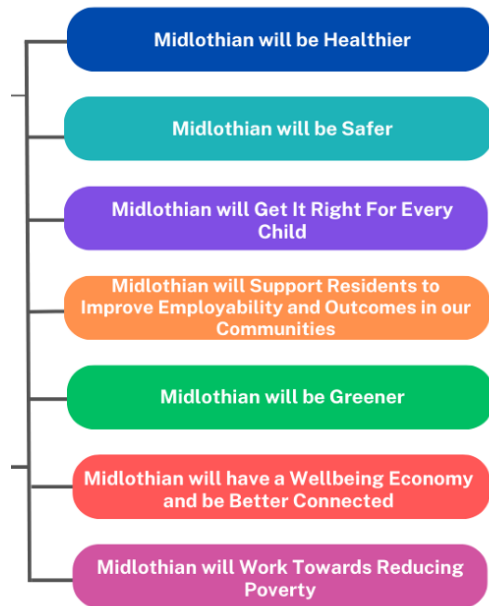 Midlothian will be Healthier
Midlothian will be Safer
Midlothian will Get It Right For Every
Child
Midlothian will Support Residents to
Improve Employability and Outcomes in our
Communities
Midlothian will be Greener
Midlothian will have a Wellbeing Economy
and be Better Connected
Midlothian will Work Towards Reducing
Poverty